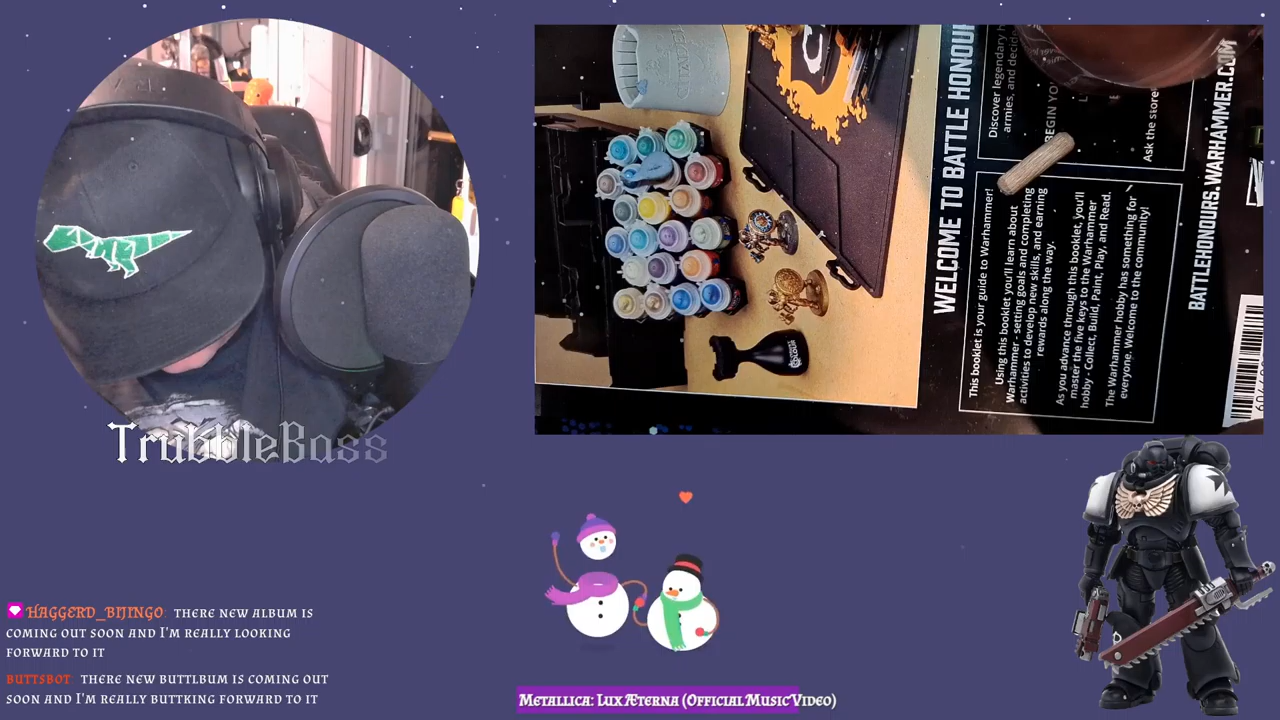 TrubbleBass
HAGGERD_BIJINGO: THERE NEW ALBUM IS
COMING OUT SOON AND I'M REALLY LOOKING
FORWARD TO IT
BUTTSBOT: THERE NEW BUTTLBUM IS COMING OUT
SOON AND I'M REALLY BUTTKING FORWARD TO IT
Metallica: Lux Æterna (Official Music Video)
CITADEL
WELCOME TO BATTLE HONOU
This booklet is your guide to Warhammer!
Using this booklet you'll learn about
Warhammer - setting goals and completing
activities to develop new skills, and earning
rewards along the way.
As you advance through this booklet, you'll
master the five keys to the Warhammer
hobby - Collect, Build, Paint, Play, and Read.
The Warhammer hobby has something for
everyone. Welcome to the community!
Discover legendary
armies, and decide
BEGIN YO
Ask the store
BATTLEHONOURS.WARHAMMER.COM